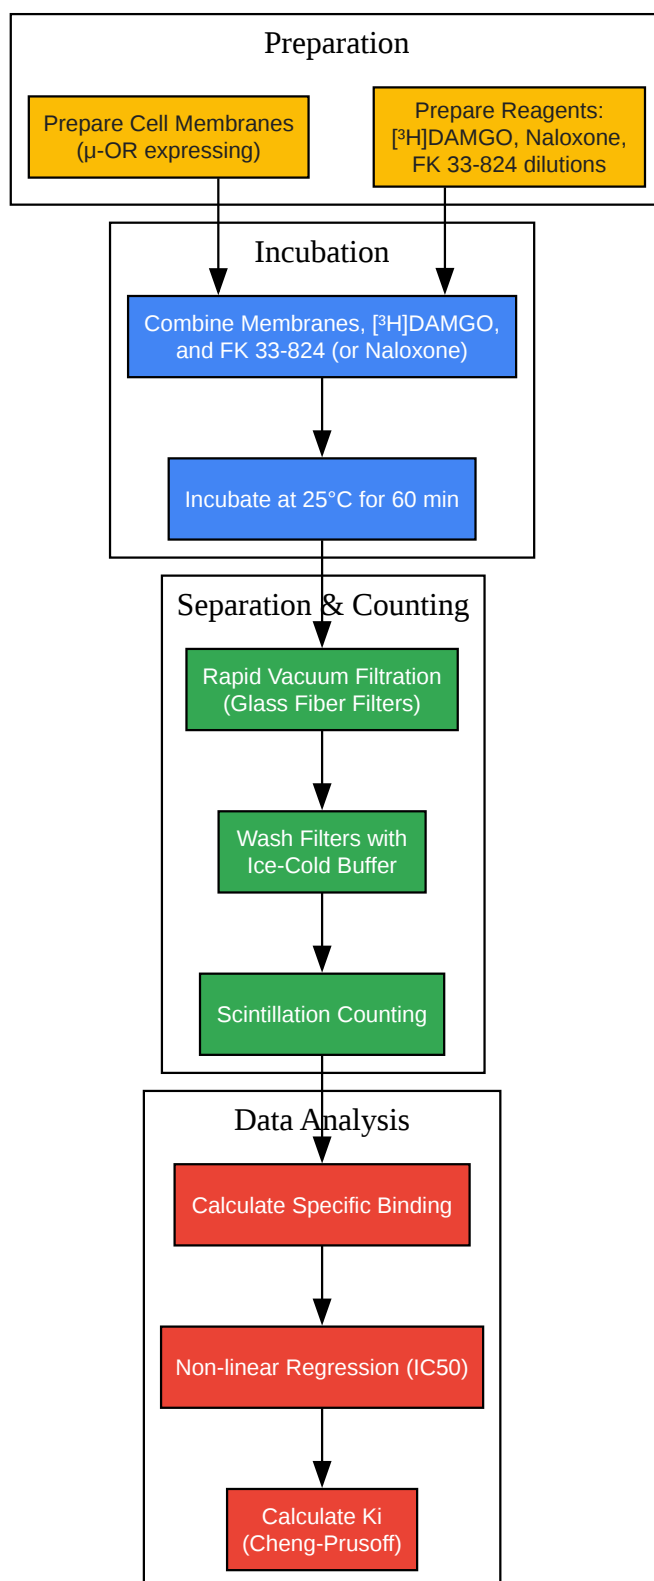 Preparation
Prepare Cell Membranes
(μ-OR expressing)
Prepare Reagents:
[³H]DAMGO, Naloxone,
FK 33-824 dilutions
Incubation
Combine Membranes, [³H]DAMGO,
and FK 33-824 (or Naloxone)
Incubate at 25°C for 60 min
Separation & Counting
Rapid Vacuum Filtration
(Glass Fiber Filters)
Wash Filters with
Ice-Cold Buffer
Scintillation Counting
Data Analysis
Calculate Specific Binding
Non-linear Regression (IC50)
Calculate Ki
(Cheng-Prusoff)